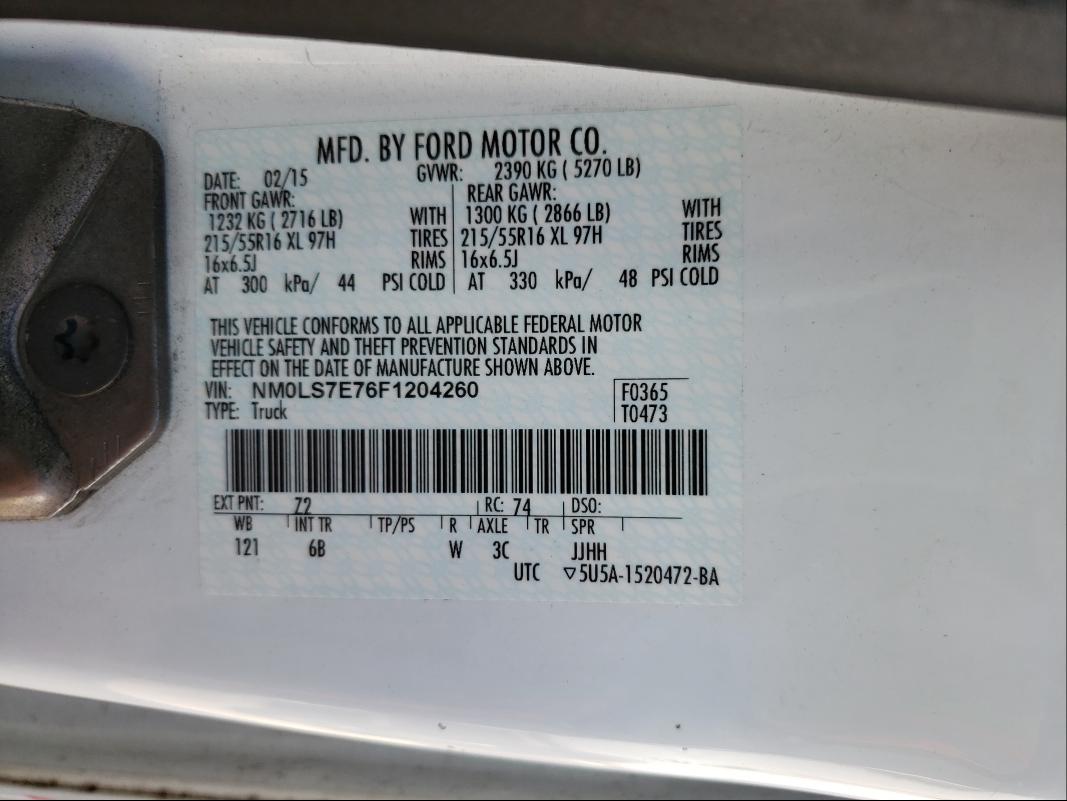 MFD. BY FORD MOTOR CO.
DATE: 02/15 GVWR: 2390 KG ( 5270 LB)
FRONT GAWR: REAR GAWR:
1232 KG ( 2716 LB) WITH 1300 KG ( 2866 LB) WITH
215/55R16 XL 97H TIRES 215/55R16 XL 97H TIRES
16x6.5J RIMS 16x6.5J RIMS
AT 300 kPa/ 44 PSI COLD AT 330 kPa/ 48 PSI COLD
THIS VEHICLE CONFORMS TO ALL APPLICABLE FEDERAL MOTOR
VEHICLE SAFETY AND THEFT PREVENTION STANDARDS IN
EFFECT ON THE DATE OF MANUFACTURE SHOWN ABOVE.
VIN: NM0LS7E76F1204260 F0365
TYPE: Truck T0473
EXT PNT: Z2 RC: 74 DSO:
WB INT TR TP/PS R AXLE TR SPR
121 6B W 3C JJHH
UTC ▽5U5A-1520472-BA